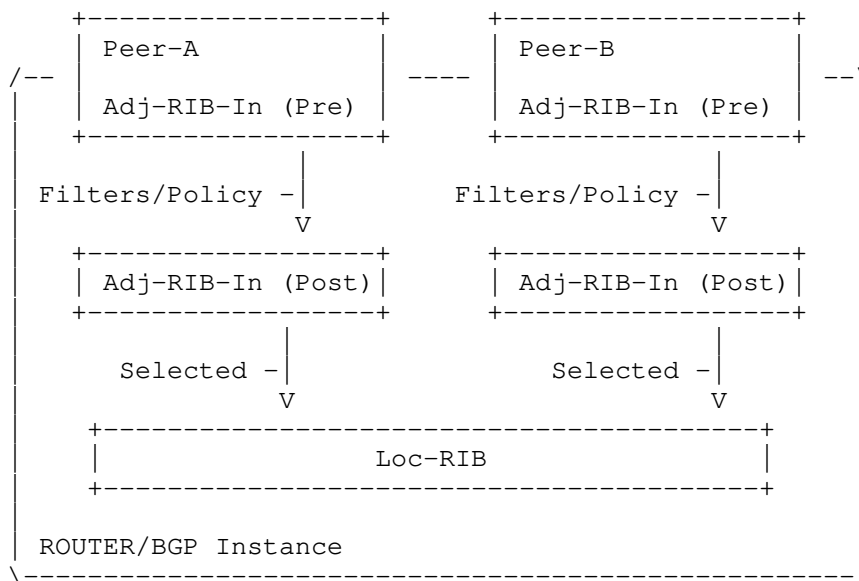 Peer-A Peer-B
Adj-RIB-In (Pre) Adj-RIB-In (Pre)
Filters/Policy - Filters/Policy -
V V
Adj-RIB-In (Post) Adj-RIB-In (Post)
Selected - Selected -
V V
Loc-RIB
ROUTER/BGP Instance